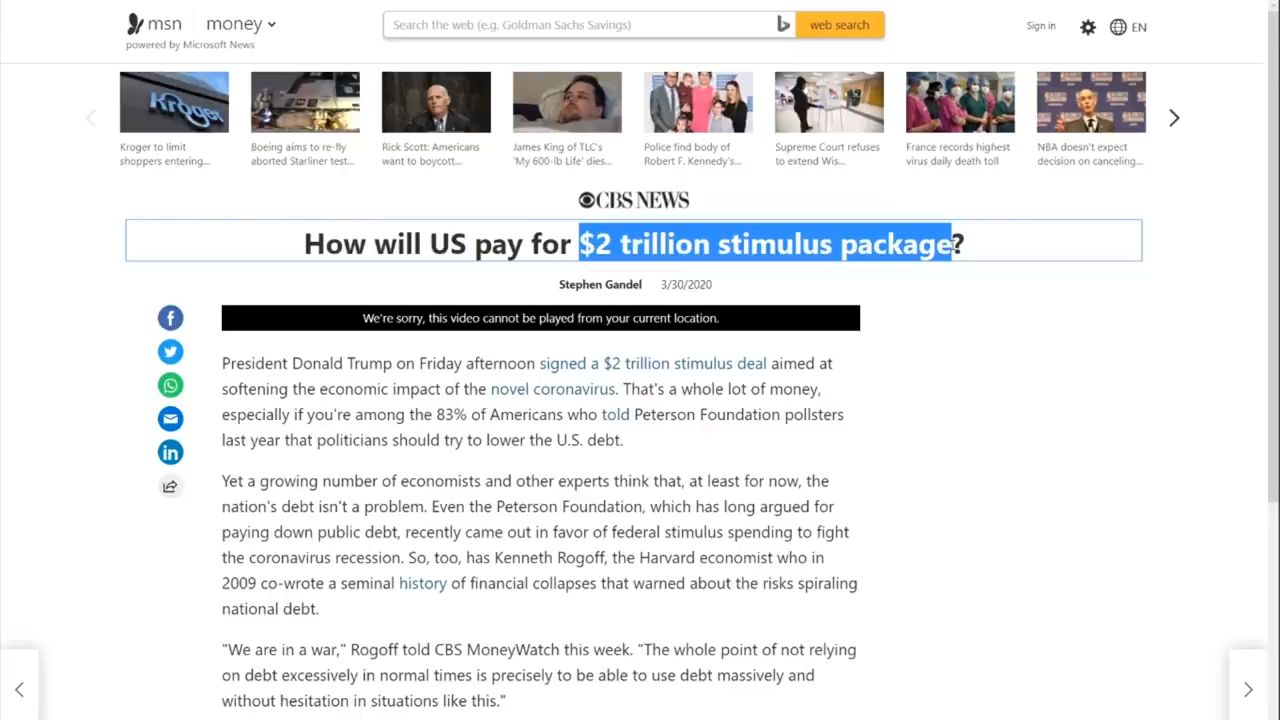 msn money
powered by Microsoft News
Search the web (e.g. Goldman Sachs Savings)
web search
Sign in
EN
Kroger
Kroger to limit
shoppers entering...
Boeing aims to re-fly
aborted Starliner test...
Rick Scott: Americans
want to boycott...
James King of TLC's
'My 600-lb Life' dies...
Police find body of
Robert F. Kennedy's...
Supreme Court refuses
to extend Wis...
France records highest
virus daily death toll
NBA doesn't expect
decision on canceling...
CBS NEWS
How will US pay for $2 trillion stimulus package?
Stephen Gandel 3/30/2020
We're sorry, this video cannot be played from your current location.
President Donald Trump on Friday afternoon signed a $2 trillion stimulus deal aimed at
softening the economic impact of the novel coronavirus. That's a whole lot of money,
especially if you're among the 83% of Americans who told Peterson Foundation pollsters
last year that politicians should try to lower the U.S. debt.
Yet a growing number of economists and other experts think that, at least for now, the
nation's debt isn't a problem. Even the Peterson Foundation, which has long argued for
paying down public debt, recently came out in favor of federal stimulus spending to fight
the coronavirus recession. So, too, has Kenneth Rogoff, the Harvard economist who in
2009 co-wrote a seminal history of financial collapses that warned about the risks spiraling
national debt.
"We are in a war," Rogoff told CBS MoneyWatch this week. "The whole point of not relying
on debt excessively in normal times is precisely to be able to use debt massively and
without hesitation in situations like this."